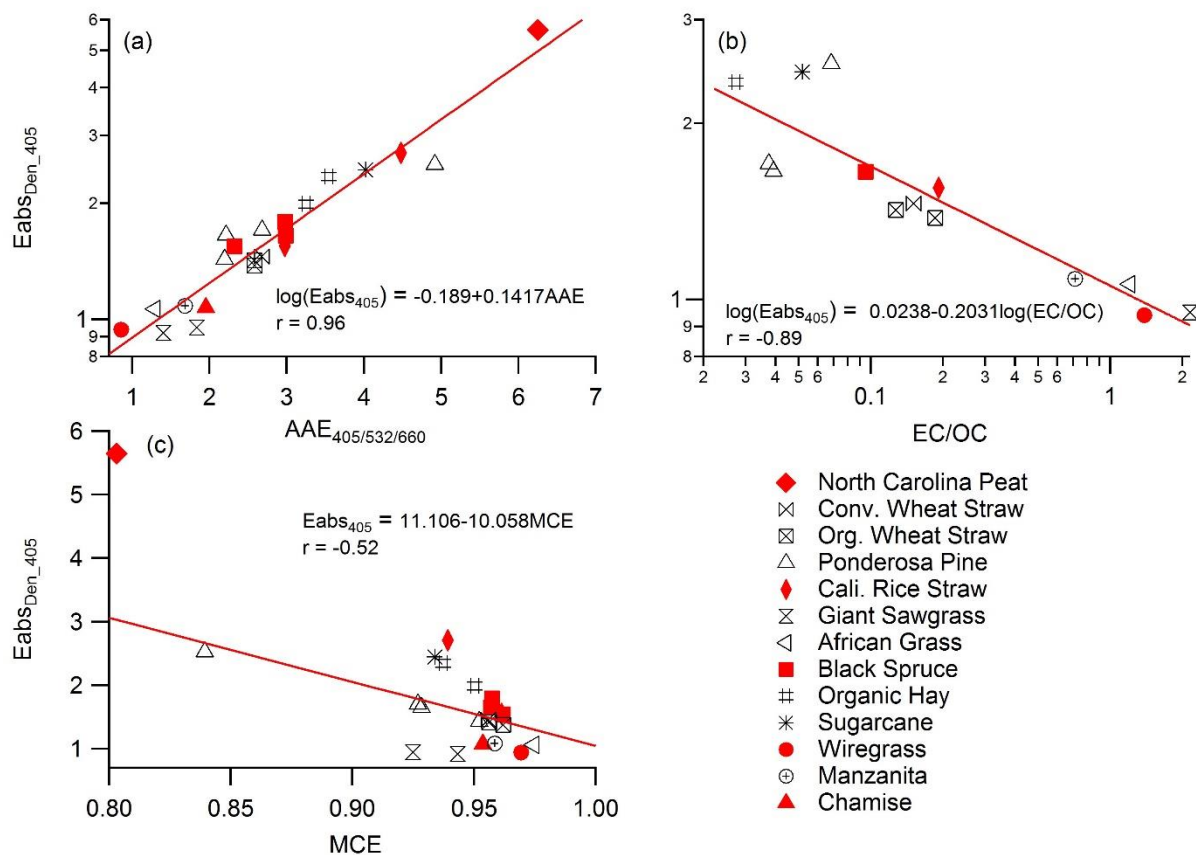 (a)
6
5
4
3
2
1
9
8
Eabs_Den_405
log(Eabs405) = -0.189+0.1417AAE
r = 0.96
1 2 3 4 5 6 7
AAE405/532/660
(b)
3
2
1
9
8
log(Eabs405) = 0.0238-0.2031log(EC/OC)
r = -0.89
2 3 4 5 6 0.1 2 3 4 5 6 1 2
EC/OC
(c)
6
5
4
3
2
1
EabsDen_405
Eabs405 = 11.106-10.058MCE
r = -0.52
0.80 0.85 0.90 0.95 1.00
MCE
North Carolina Peat
Conv. Wheat Straw
Org. Wheat Straw
Ponderosa Pine
Cali. Rice Straw
Giant Sawgrass
African Grass
Black Spruce
Organic Hay
Sugarcane
Wiregrass
Manzanita
Chamise